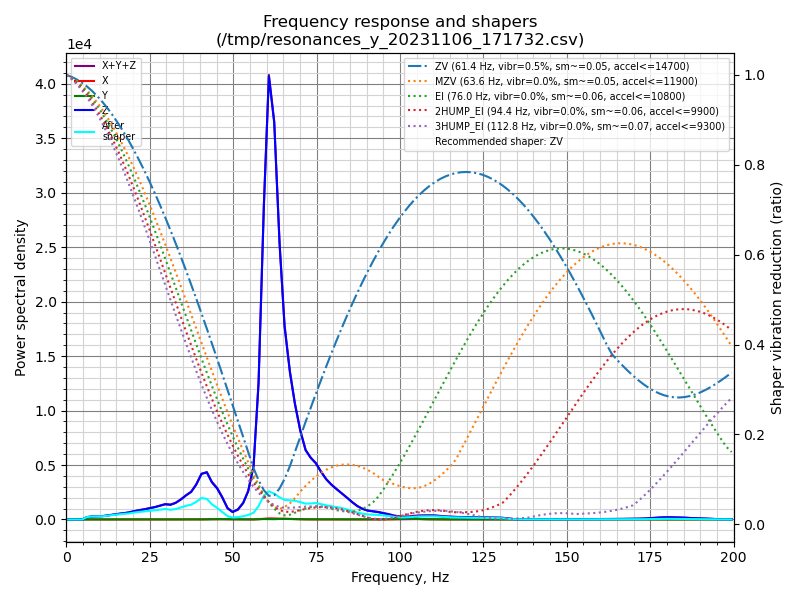 Frequency response and shapers
(/tmp/resonances_y_20231106_171732.csv)
1e4
X+Y+Z
X
Y
After
shaper
ZV (61.4 Hz, vibr=0.5%, sm~=0.05, accel<=14700)
MZV (63.6 Hz, vibr=0.0%, sm~=0.05, accel<=11900)
EI (76.0 Hz, vibr=0.0%, sm~=0.06, accel<=10800)
2HUMP_EI (94.4 Hz, vibr=0.0%, sm~=0.06, accel<=9900)
3HUMP_EI (112.8 Hz, vibr=0.0%, sm~=0.07, accel<=9300)
Recommended shaper: ZV
4.0
3.5
3.0
2.5
2.0
1.5
1.0
0.5
0.0
Power spectral density
1.0
0.8
0.6
0.4
0.2
0.0
Shaper vibration reduction (ratio)
0 25 50 75 100 125 150 175 200
Frequency, Hz